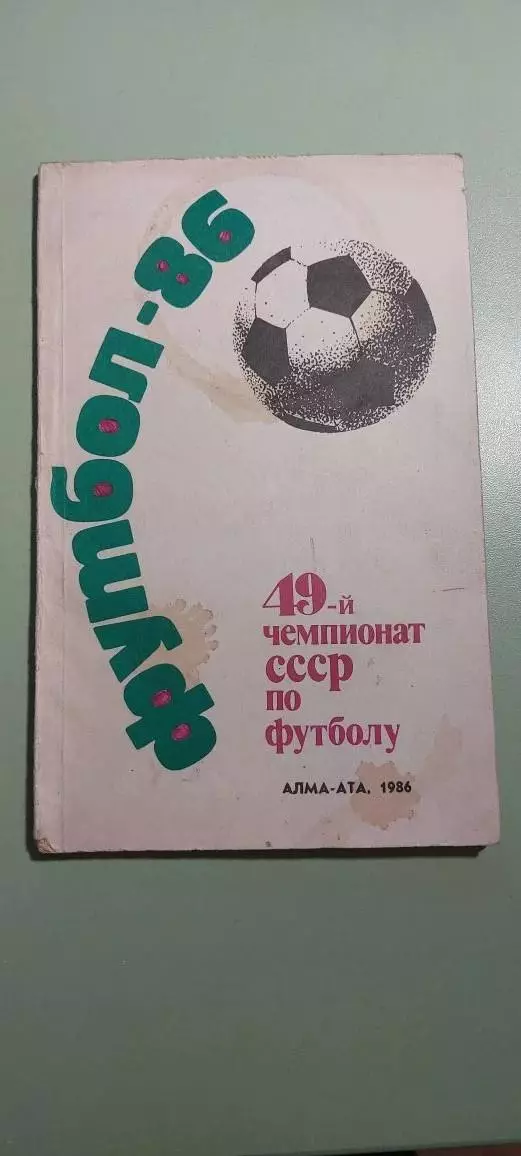 футбол-86
49-й
чемпионат
СССР
по
футболу
АЛМА-АТА, 1986